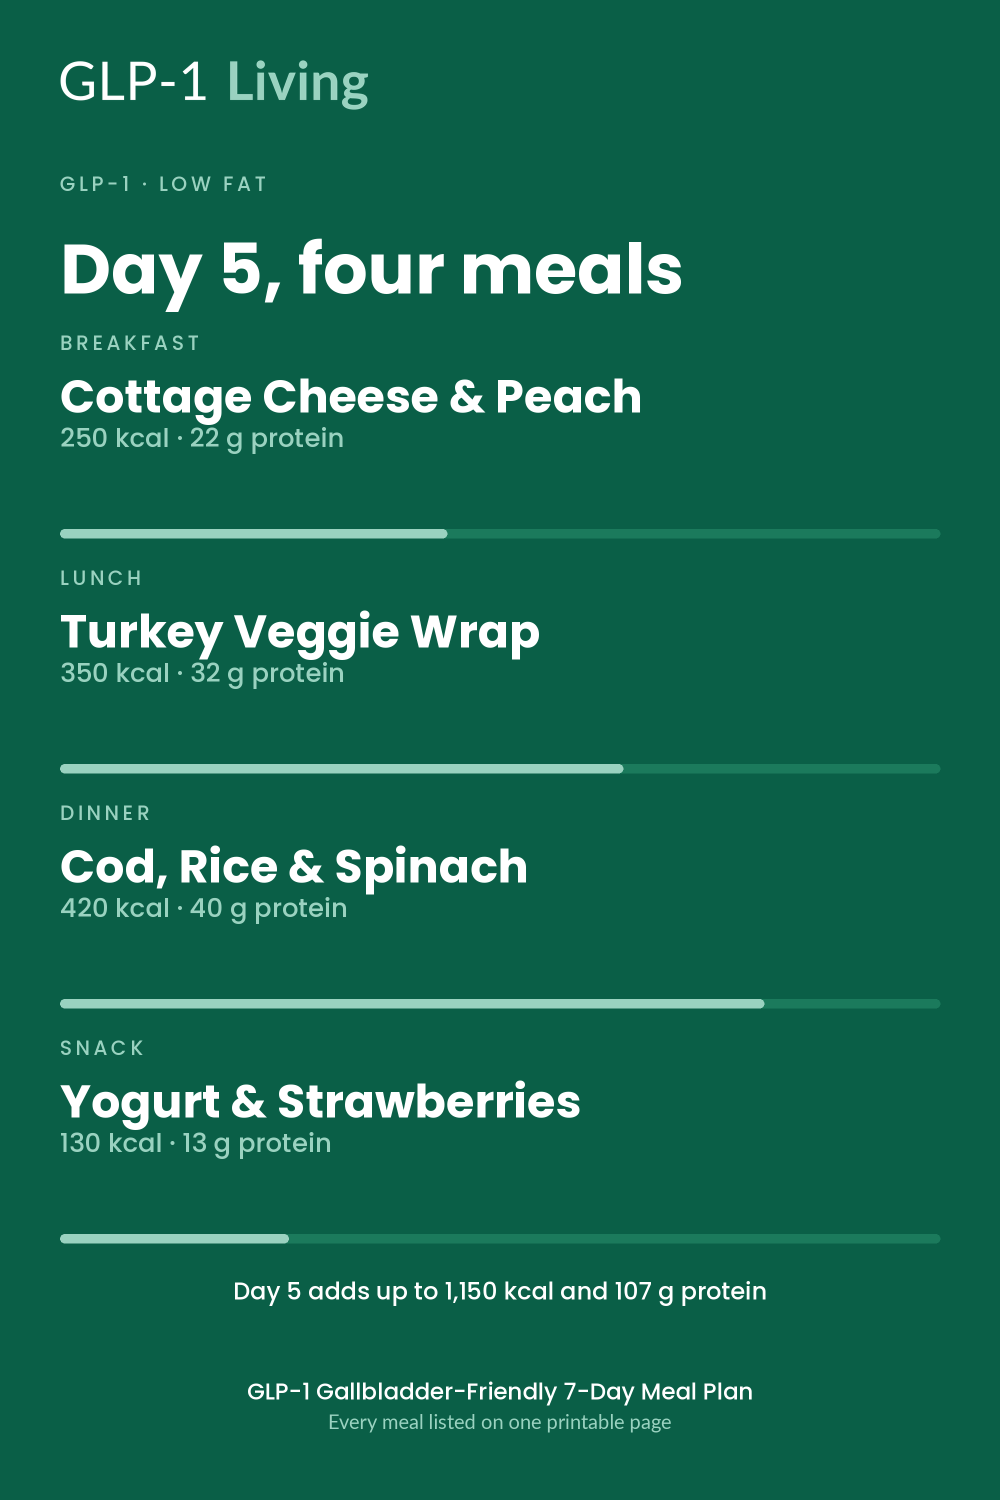 GLP-1 Living
GLP-1 · LOW FAT
Day 5, four meals
BREAKFAST
Cottage Cheese & Peach
250 kcal · 22 g protein
LUNCH
Turkey Veggie Wrap
350 kcal · 32 g protein
DINNER
Cod, Rice & Spinach
420 kcal · 40 g protein
SNACK
Yogurt & Strawberries
130 kcal · 13 g protein
Day 5 adds up to 1,150 kcal and 107 g protein
GLP-1 Gallbladder-Friendly 7-Day Meal Plan
Every meal listed on one printable page